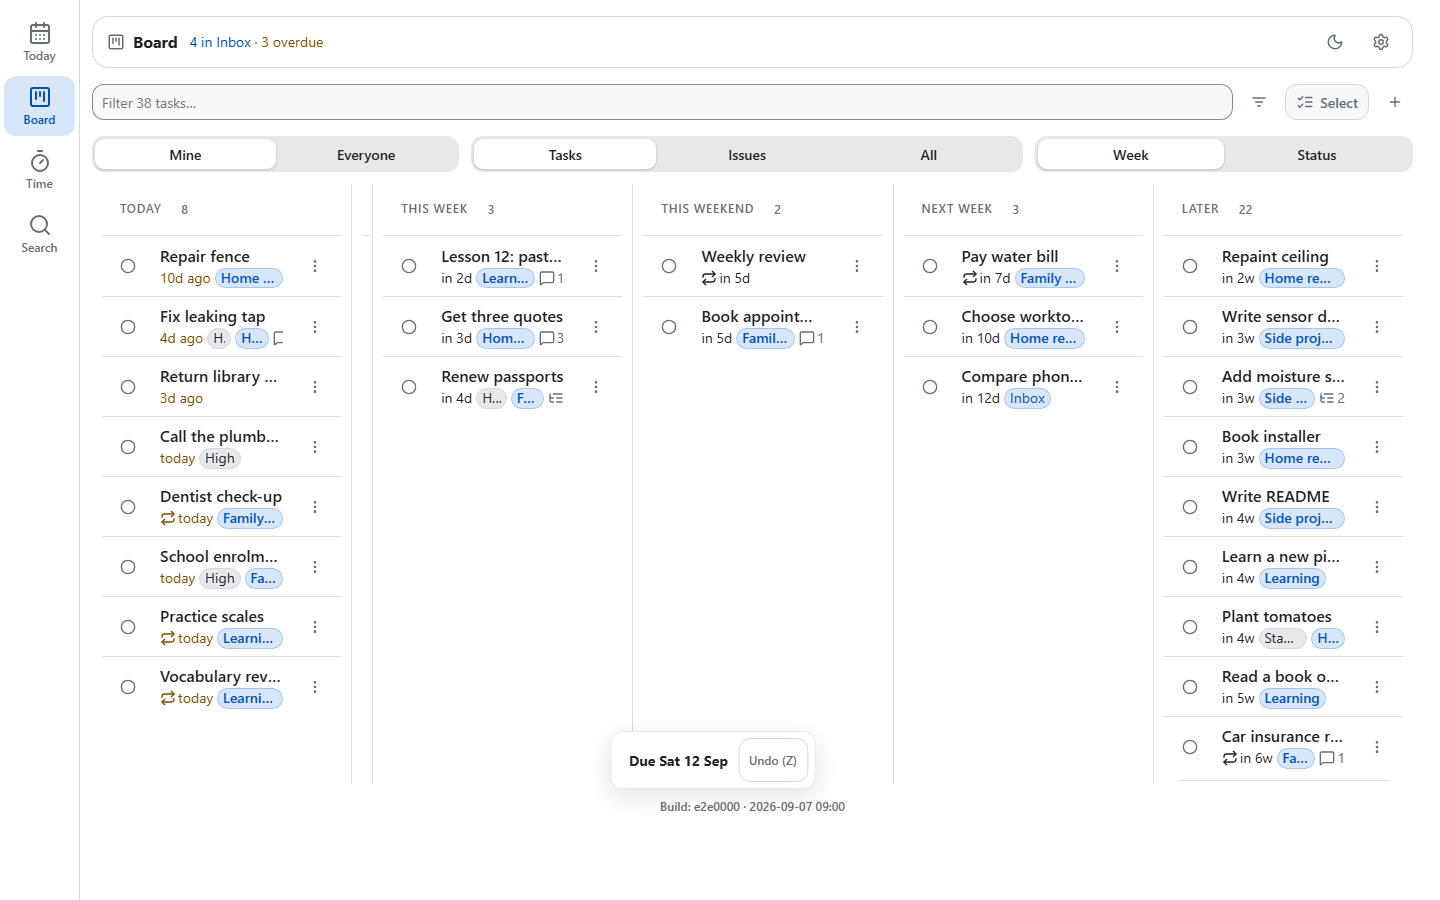 Today
Board
Time
Search
Board 4 in Inbox · 3 overdue
Filter 38 tasks...
Select
Mine
Everyone
Tasks
Issues
All
Week
Status
TODAY 8
Repair fence
10d ago Home ...
Fix leaking tap
4d ago H. H...
Return library ...
3d ago
Call the plumb...
today High
Dentist check-up
today Family...
School enrolm...
today High Fa...
Practice scales
today Learni...
Vocabulary rev...
today Learni...
THIS WEEK 3
Lesson 12: past...
in 2d Learn... 1
Get three quotes
in 3d Hom... 3
Renew passports
in 4d H... F...
THIS WEEKEND 2
Weekly review
in 5d
Book appoint...
in 5d Famil... 1
NEXT WEEK 3
Pay water bill
in 7d Family ...
Choose workto...
in 10d Home re...
Compare phon...
in 12d Inbox
LATER 22
Repaint ceiling
in 2w Home re...
Write sensor d...
in 3w Side proj...
Add moisture s...
in 3w Side ... 2
Book installer
in 3w Home re...
Write README
in 4w Side proj...
Learn a new pi...
in 4w Learning
Plant tomatoes
in 4w Sta... H...
Read a book o...
in 5w Learning
Car insurance r...
in 6w Fa... 1
Due Sat 12 Sep
Undo (Z)
Build: e2e0000 · 2026-09-07 09:00